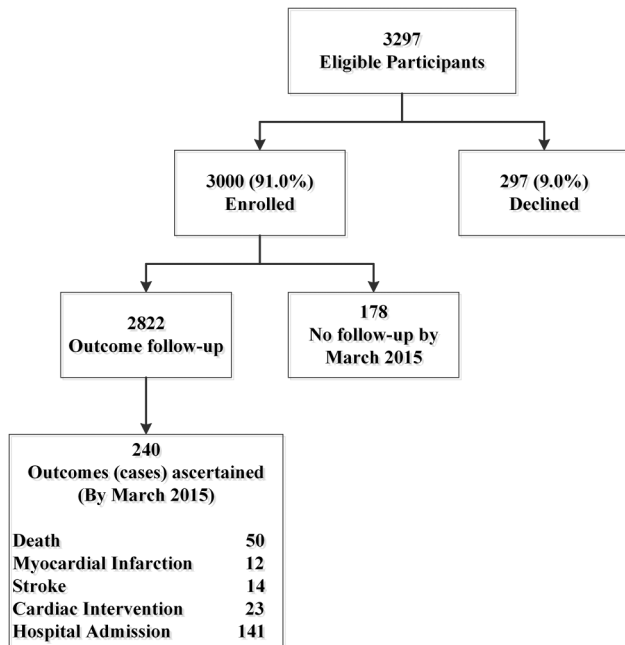 3297
Eligible Participants
3000 (91.0%)
Enrolled
297 (9.0%)
Declined
2822
Outcome follow-up
178
No follow-up by
March 2015
240
Outcomes (cases) ascertained
(By March 2015)
Death 50
Myocardial Infarction 12
Stroke 14
Cardiac Intervention 23
Hospital Admission 141